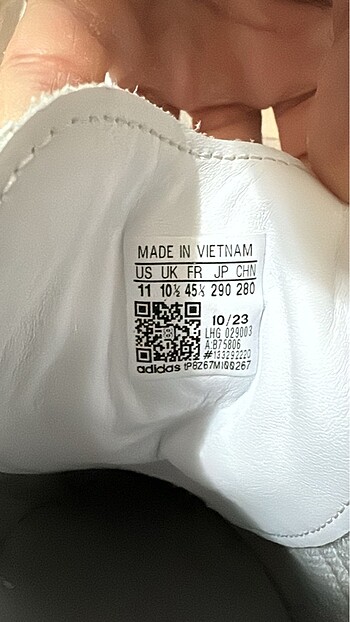 MADE IN VIETNAM
US UK FR JP CHN
11 10½ 45⅓ 290 280
10/23
LHG 029003
A:B75806
#133292220
adidas tP8Z67M100267